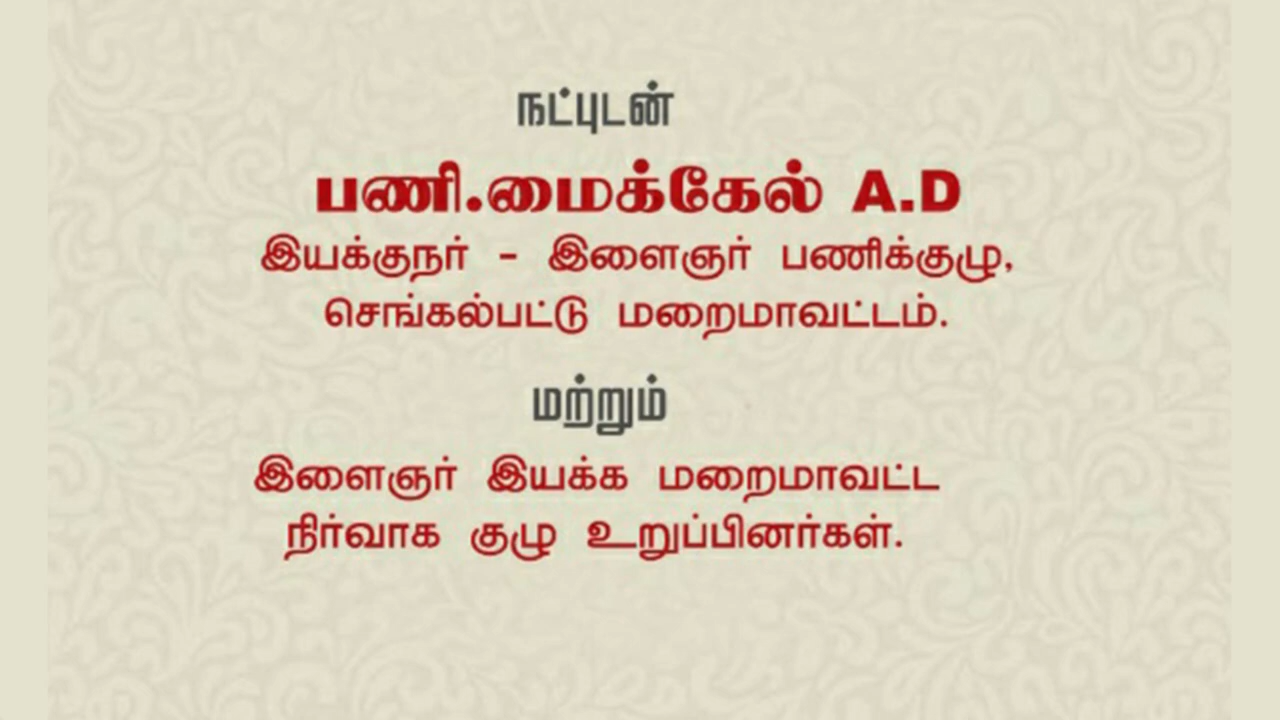 நட்புடன்
பணி.மைக்கேல் A.D
இயக்குநர் - இளைஞர் பணிக்குழு,
செங்கல்பட்டு மறைமாவட்டம்.
மற்றும்
இளைஞர் இயக்க மறைமாவட்ட
நிர்வாக குழு உறுப்பினர்கள்.